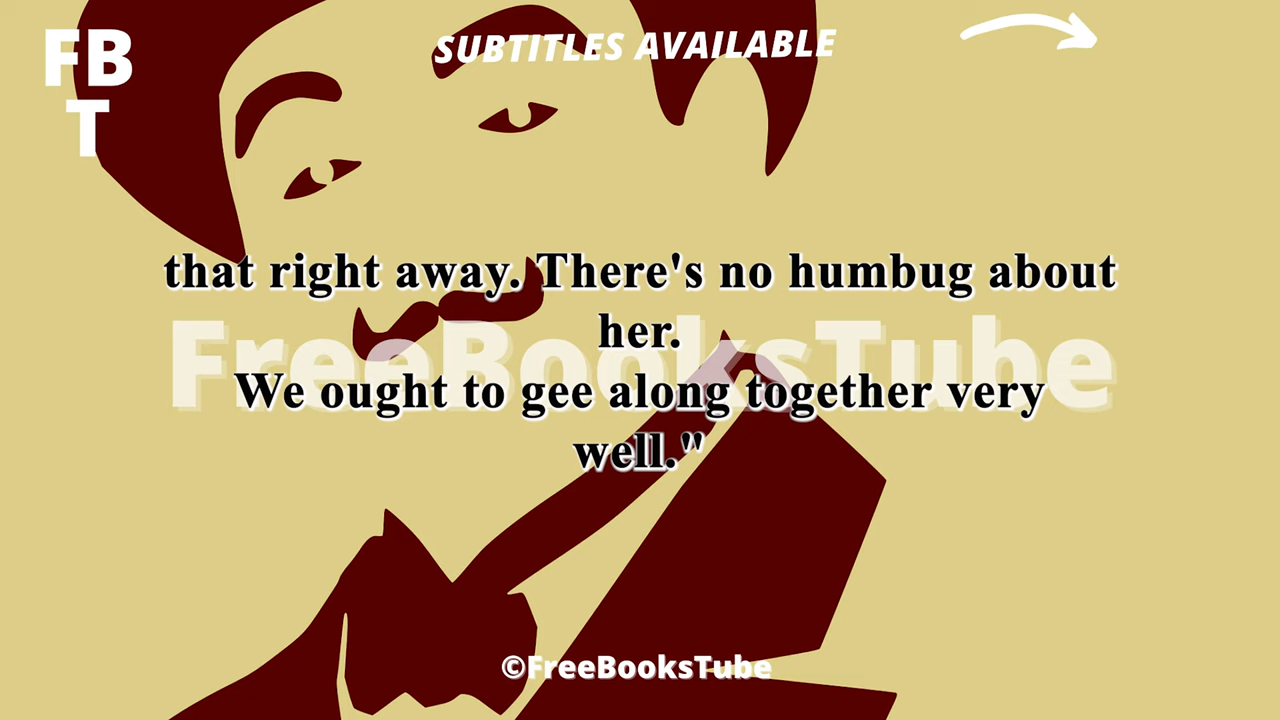 FB
T
SUBTITLES AVAILABLE
that right away. There's no humbug about
her.
FreeBooksTube
We ought to gee along together very
well."
©FreeBooksTube